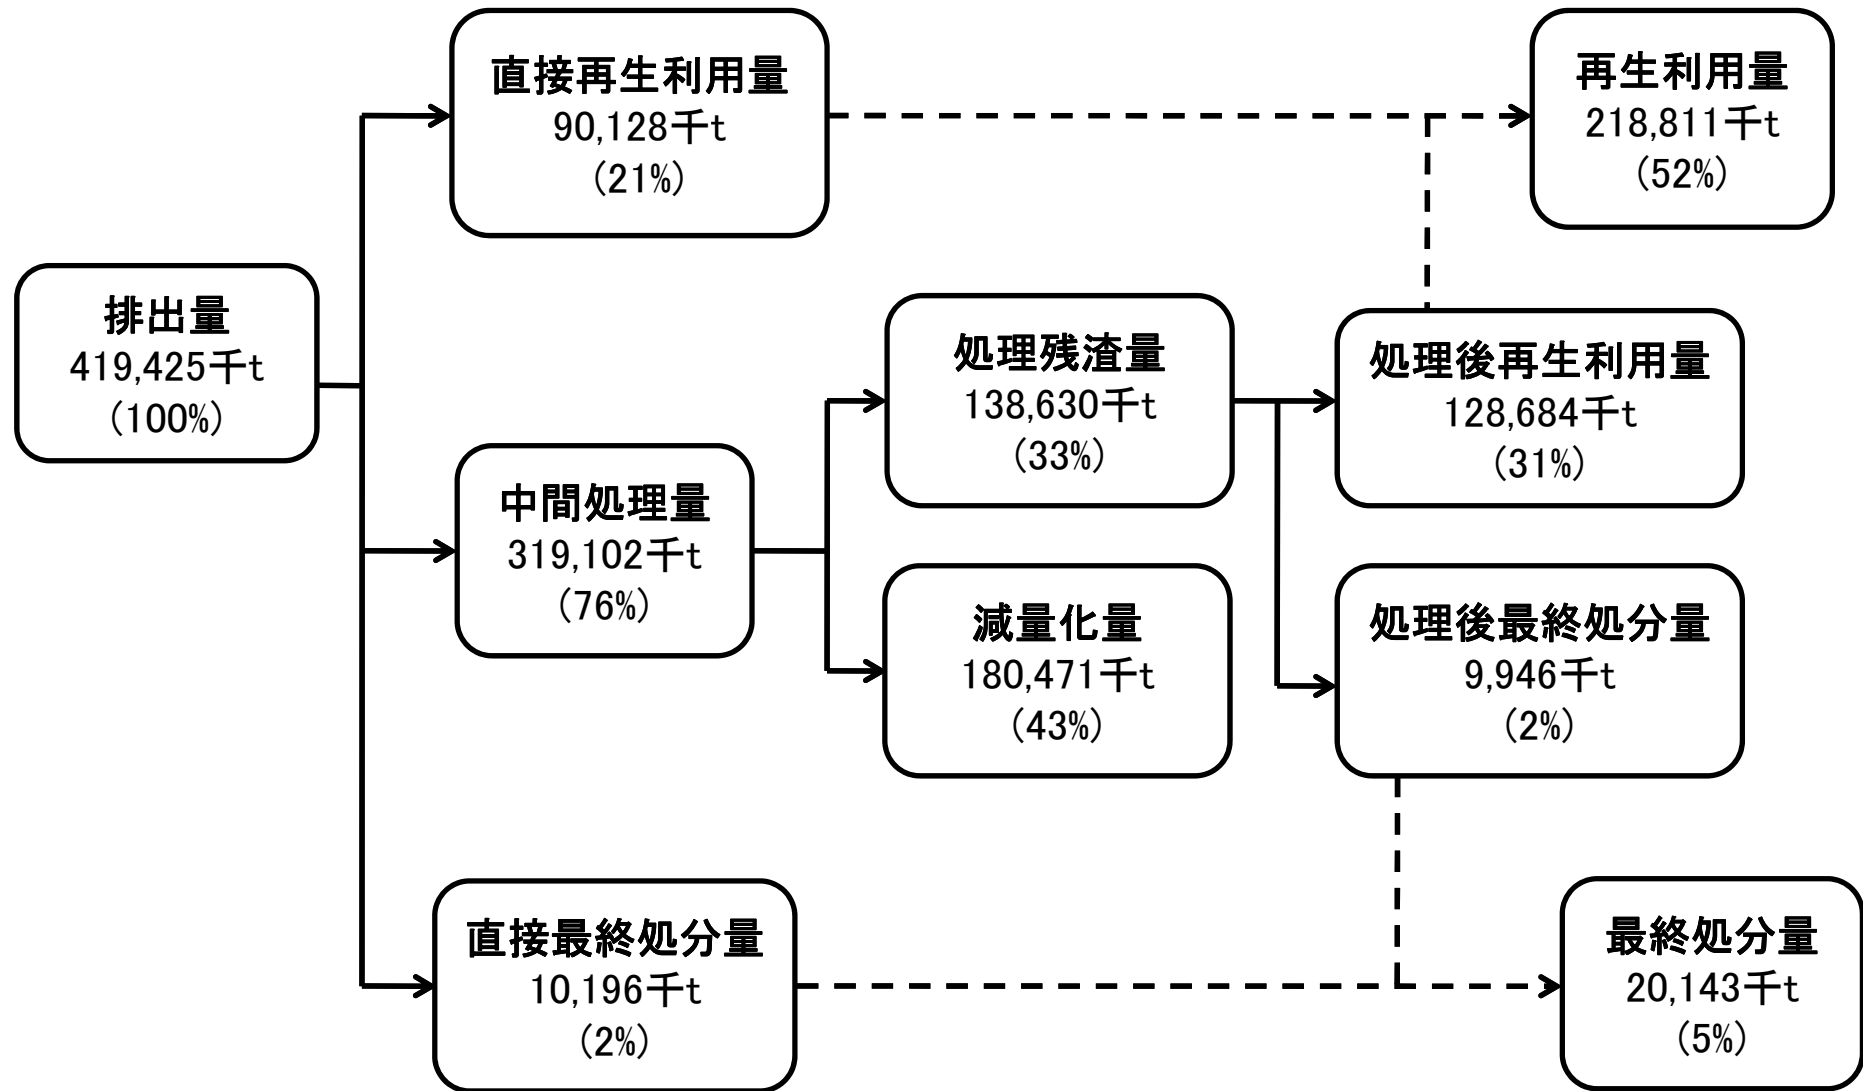 直接再生利用量
90,128千t
(21%)
再生利用量
218,811千t
(52%)
排出量
419,425千t
(100%)
処理残渣量
138,630千t
(33%)
処理後再生利用量
128,684千t
(31%)
中間処理量
319,102千t
(76%)
減量化量
180,471千t
(43%)
処理後最終処分量
9,946千t
(2%)
直接最終処分量
10,196千t
(2%)
最終処分量
20,143千t
(5%)